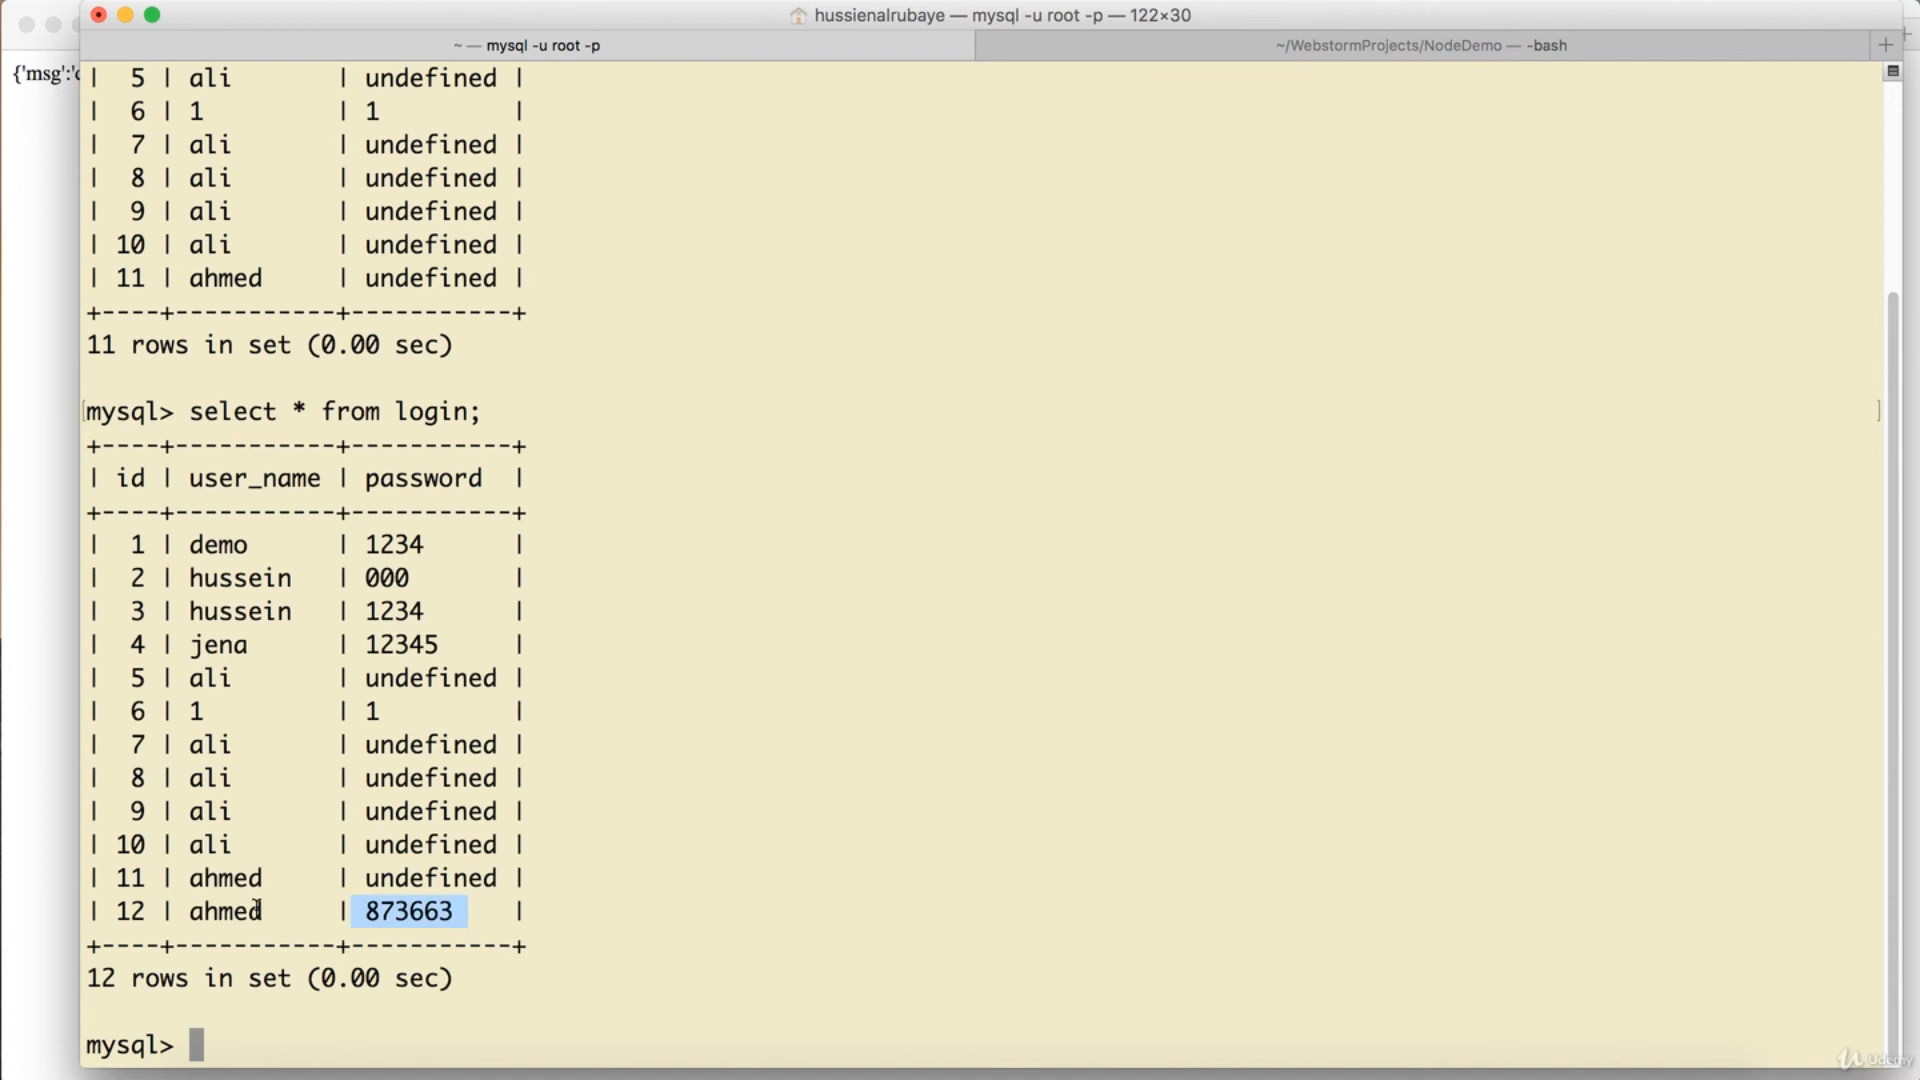 hussienalrubaye — mysql -u root -p — 122×30
~ — mysql -u root -p
~/WebstormProjects/NodeDemo — -bash
{'msg':'
|  5 | ali       | undefined |
|  6 | 1         | 1         |
|  7 | ali       | undefined |
|  8 | ali       | undefined |
|  9 | ali       | undefined |
| 10 | ali       | undefined |
| 11 | ahmed     | undefined |
+----+-----------+-----------+
11 rows in set (0.00 sec)
mysql> select * from login;
+----+-----------+-----------+
| id | user_name | password  |
+----+-----------+-----------+
|  1 | demo      | 1234      |
|  2 | hussein   | 000       |
|  3 | hussein   | 1234      |
|  4 | jena      | 12345     |
|  5 | ali       | undefined |
|  6 | 1         | 1         |
|  7 | ali       | undefined |
|  8 | ali       | undefined |
|  9 | ali       | undefined |
| 10 | ali       | undefined |
| 11 | ahmed     | undefined |
| 12 | ahmed     | 873663    |
+----+-----------+-----------+
12 rows in set (0.00 sec)
mysql>
Udemy